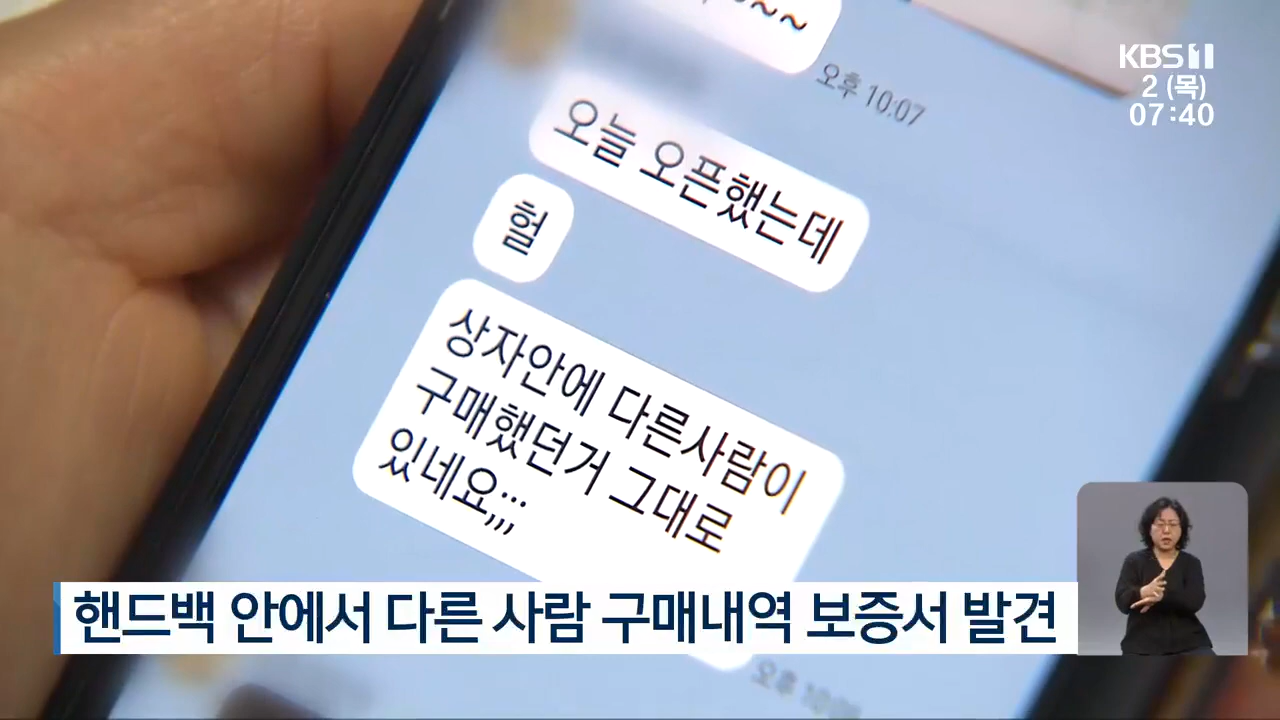 ~~
오후 10:07
오늘 오픈했는데
헐
상자안에 다른사람이
구매했던거 그대로
있네요;;;
KBS 1
2 (목)
07:40
핸드백 안에서 다른 사람 구매내역 보증서 발견
오후